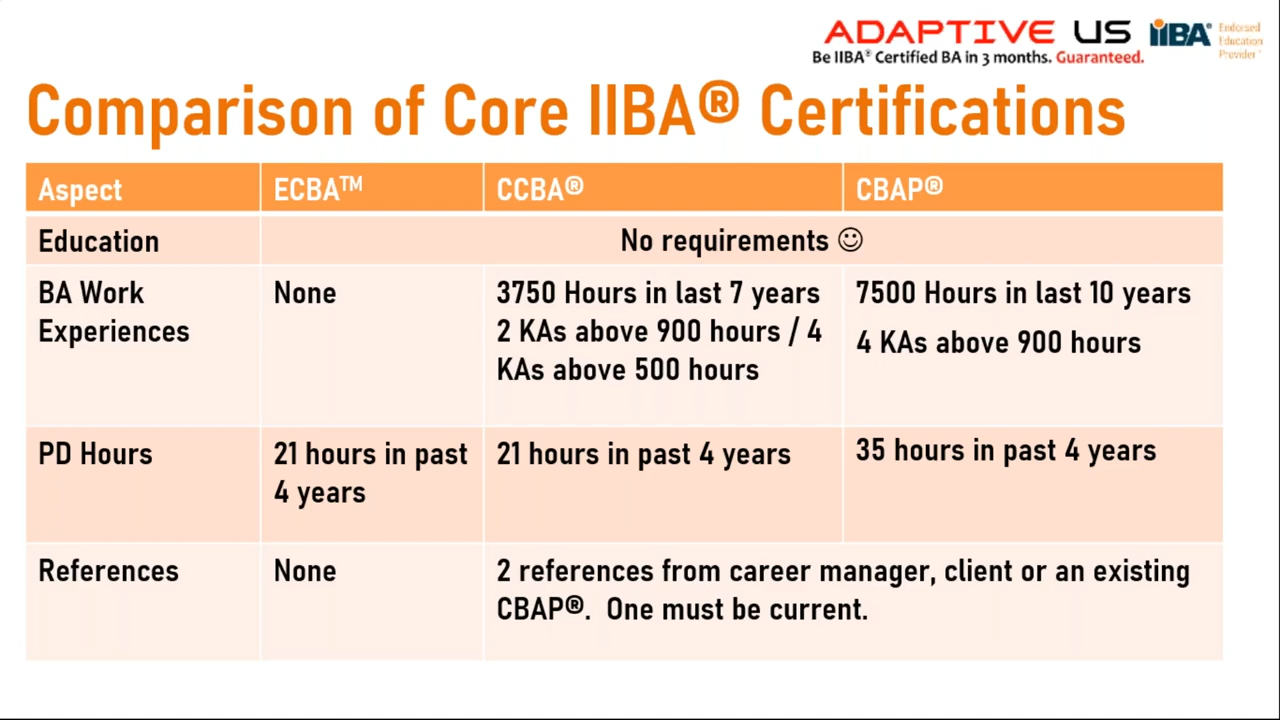 ADAPTIVE US
Be IIBA® Certified BA in 3 months. Guaranteed.
IIBA®
Endorsed
Education
Provider™
Comparison of Core IIBA® Certifications
Aspect
ECBA™
CCBA®
CBAP®
Education
No requirements ☺
BA Work
Experiences
None
3750 Hours in last 7 years
2 KAs above 900 hours / 4
KAs above 500 hours
7500 Hours in last 10 years
4 KAs above 900 hours
PD Hours
21 hours in past
4 years
21 hours in past 4 years
35 hours in past 4 years
References
None
2 references from career manager, client or an existing
CBAP®. One must be current.